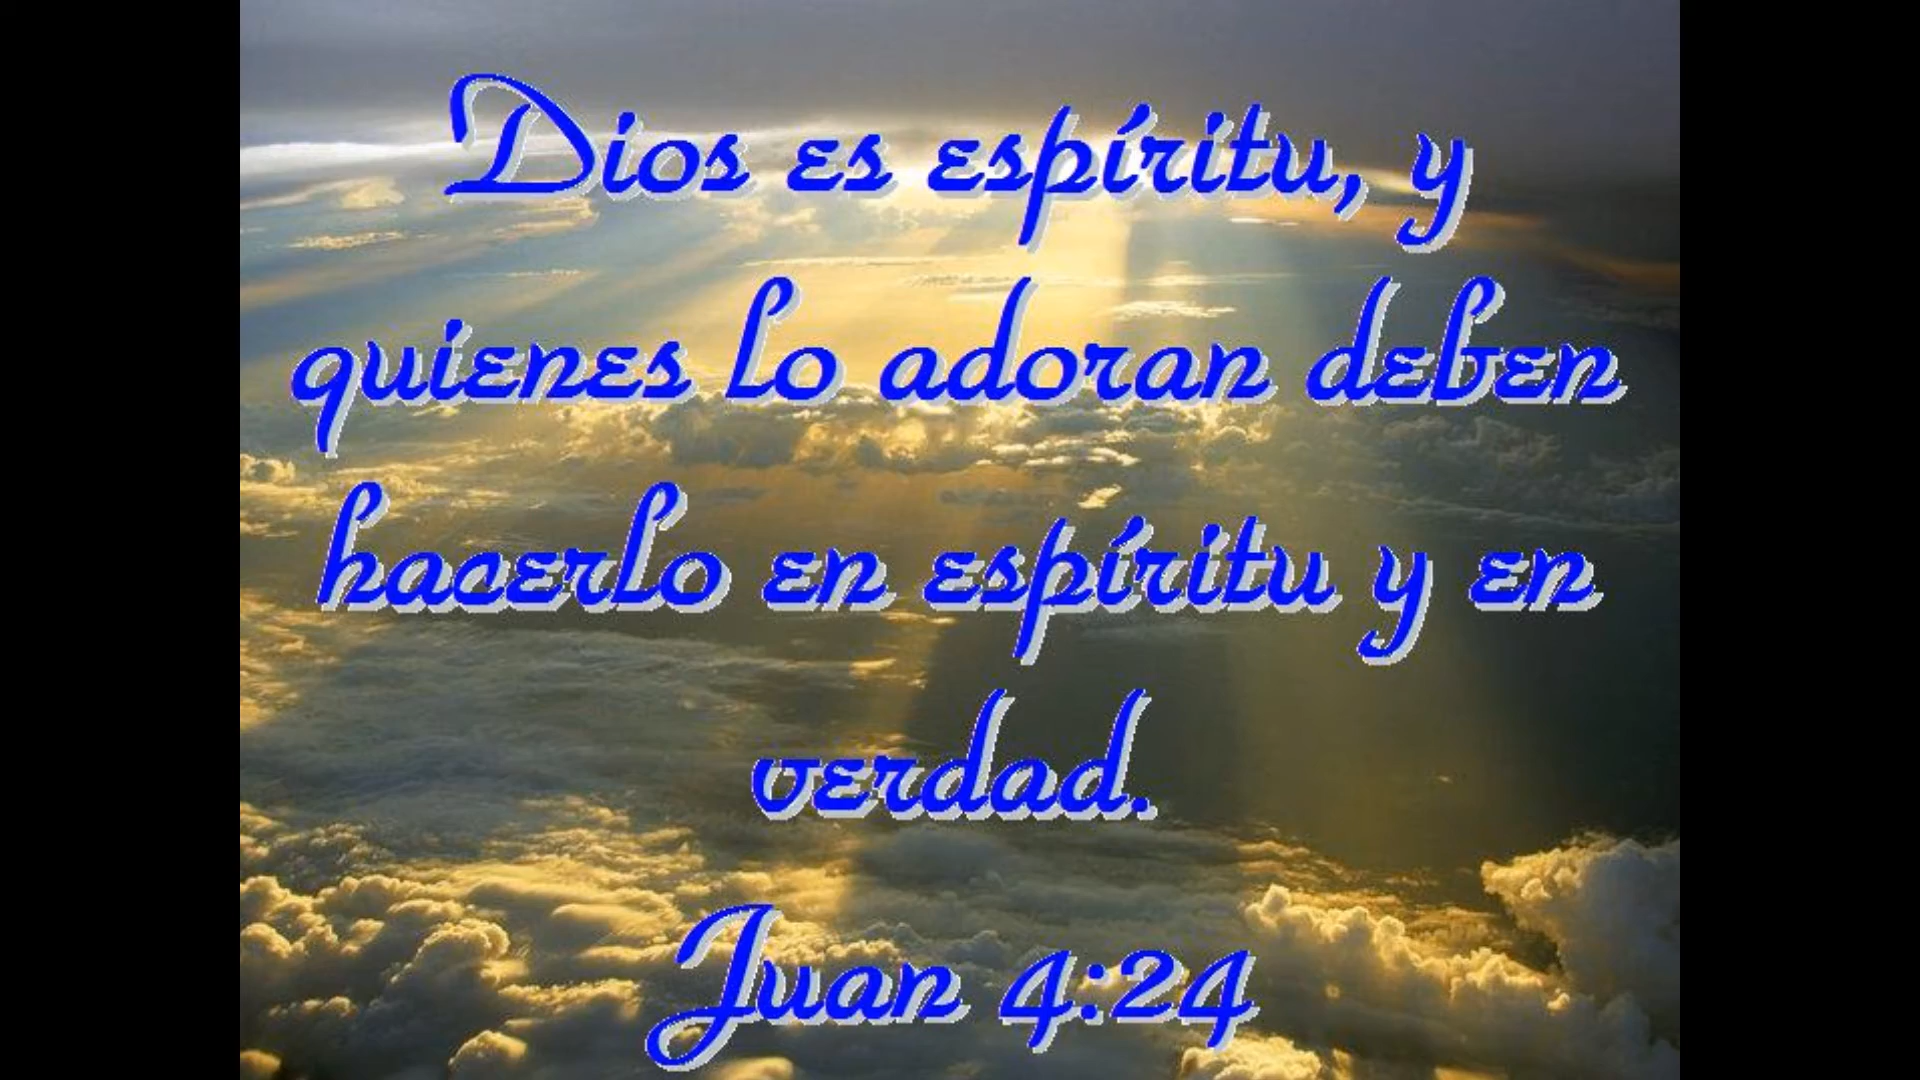 Dios es espíritu, y
quienes lo adoran deben
hacerlo en espíritu y en
verdad.
Juan 4:24